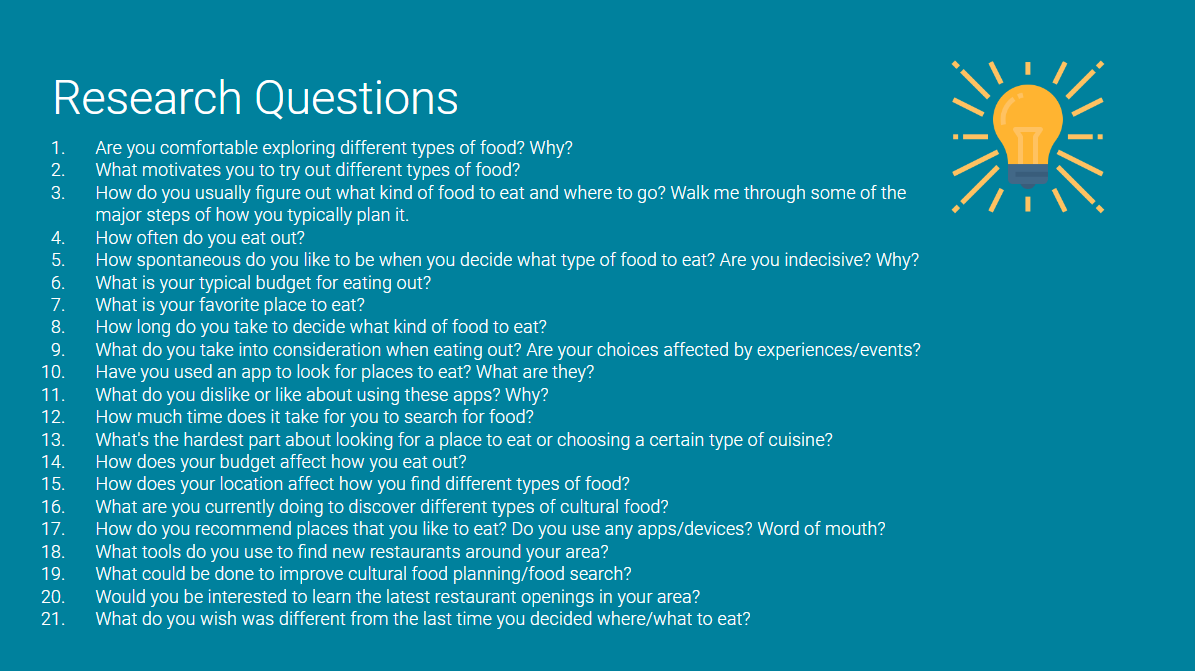 Research Questions
1. Are you comfortable exploring different types of food? Why?
2. What motivates you to try out different types of food?
3. How do you usually figure out what kind of food to eat and where to go? Walk me through some of the
major steps of how you typically plan it.
4. How often do you eat out?
5. How spontaneous do you like to be when you decide what type of food to eat? Are you indecisive? Why?
6. What is your typical budget for eating out?
7. What is your favorite place to eat?
8. How long do you take to decide what kind of food to eat?
9. What do you take into consideration when eating out? Are your choices affected by experiences/events?
10. Have you used an app to look for places to eat? What are they?
11. What do you dislike or like about using these apps? Why?
12. How much time does it take for you to search for food?
13. What's the hardest part about looking for a place to eat or choosing a certain type of cuisine?
14. How does your budget affect how you eat out?
15. How does your location affect how you find different types of food?
16. What are you currently doing to discover different types of cultural food?
17. How do you recommend places that you like to eat? Do you use any apps/devices? Word of mouth?
18. What tools do you use to find new restaurants around your area?
19. What could be done to improve cultural food planning/food search?
20. Would you be interested to learn the latest restaurant openings in your area?
21. What do you wish was different from the last time you decided where/what to eat?